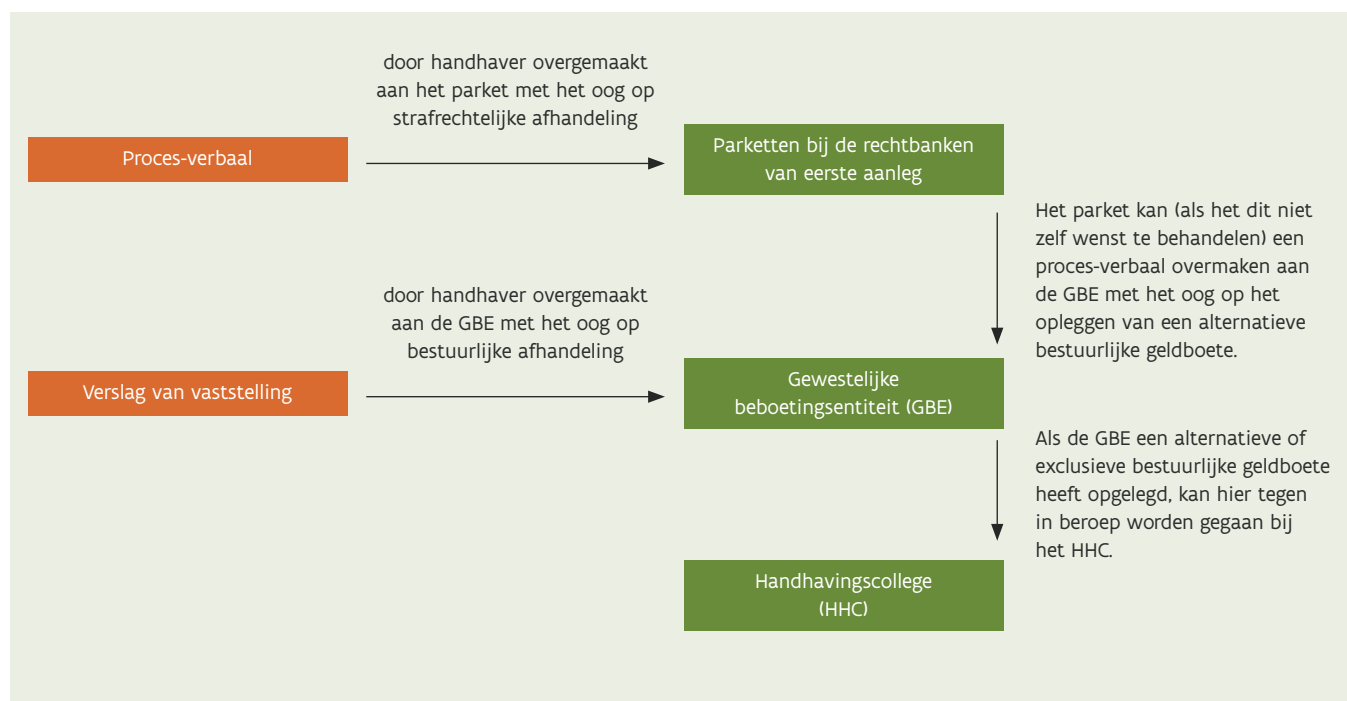 door handhaver overgemaakt
aan het parket met het oog op
strafrechtelijke afhandeling
Proces-verbaal
Parketten bij de rechtbanken
van eerste aanleg
Het parket kan (als het dit niet
zelf wenst te behandelen) een
proces-verbaal overmaken aan
de GBE met het oog op het
opleggen van een alternatieve
bestuurlijke geldboete.
door handhaver overgemaakt
aan de GBE met het oog op
bestuurlijke afhandeling
Verslag van vaststelling
Gewestelijke
beboetingsentiteit (GBE)
Als de GBE een alternatieve of
exclusieve bestuurlijke geldboete
heeft opgelegd, kan hier tegen
in beroep worden gegaan bij
het HHC.
Handhavingscollege
(HHC)